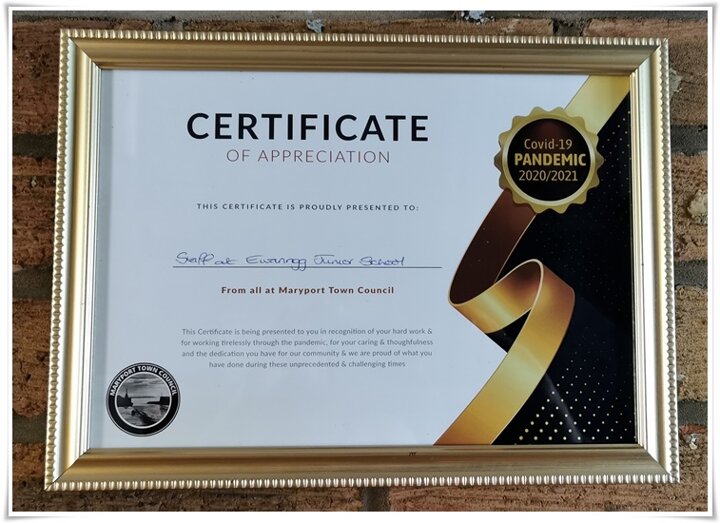 CERTIFICATE
OF APPRECIATION
Covid-19
PANDEMIC
2020/2021
THIS CERTIFICATE IS PROUDLY PRESENTED TO:
Staff at Ewanrigg Junior School
From all at Maryport Town Council
This Certificate is being presented to you in recognition of your hard work &
for working tirelessly through the pandemic, for your caring & thoughtfulness
and the dedication you have for our community & we are proud of what you
have done during these unprecedented & challenging times
MARYPORT TOWN COUNCIL